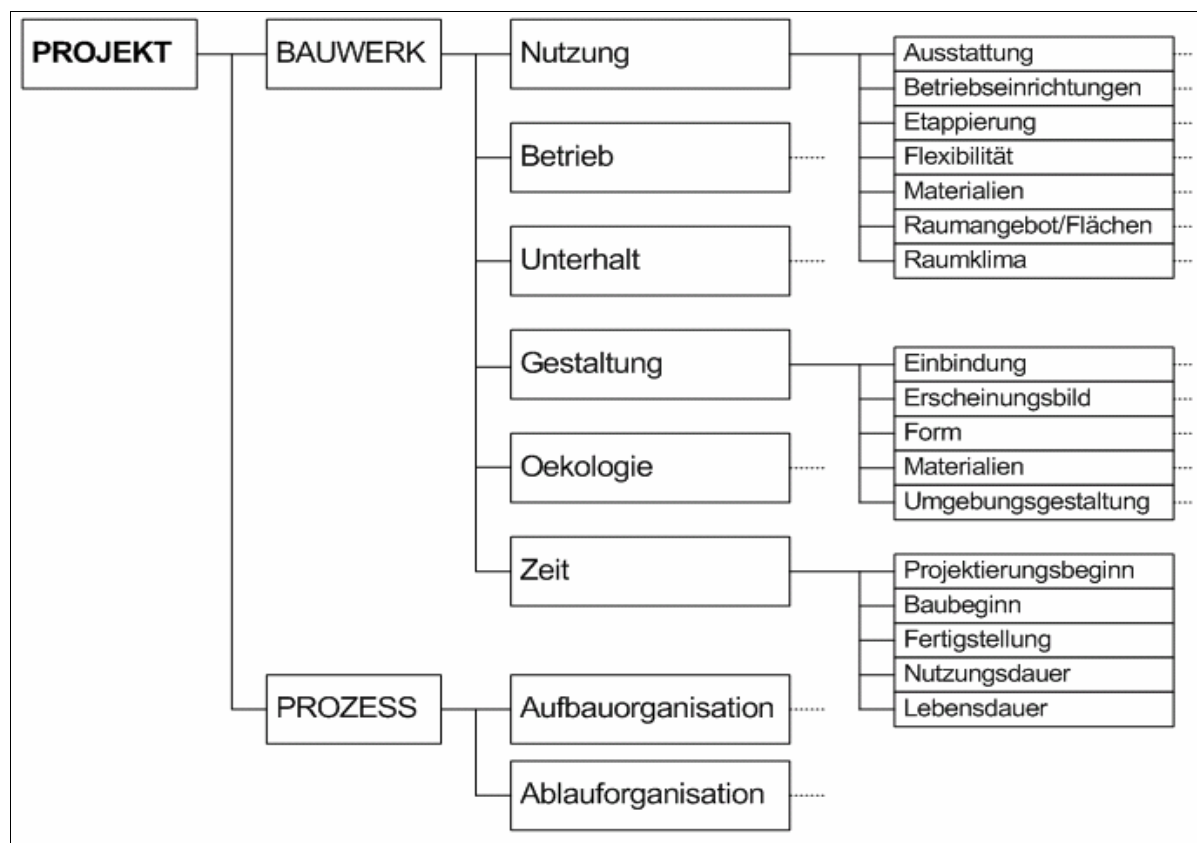 PROJEKT
BAUWERK
Nutzung
Ausstattung
Betriebseinrichtungen
Etappierung
Flexibilität
Materialien
Raumangebot/Flächen
Raumklima
Betrieb
Unterhalt
Gestaltung
Einbindung
Erscheinungsbild
Form
Materialien
Umgebungsgestaltung
Oekologie
Zeit
Projektierungsbeginn
Baubeginn
Fertigstellung
Nutzungsdauer
Lebensdauer
PROZESS
Aufbauorganisation
Ablauforganisation